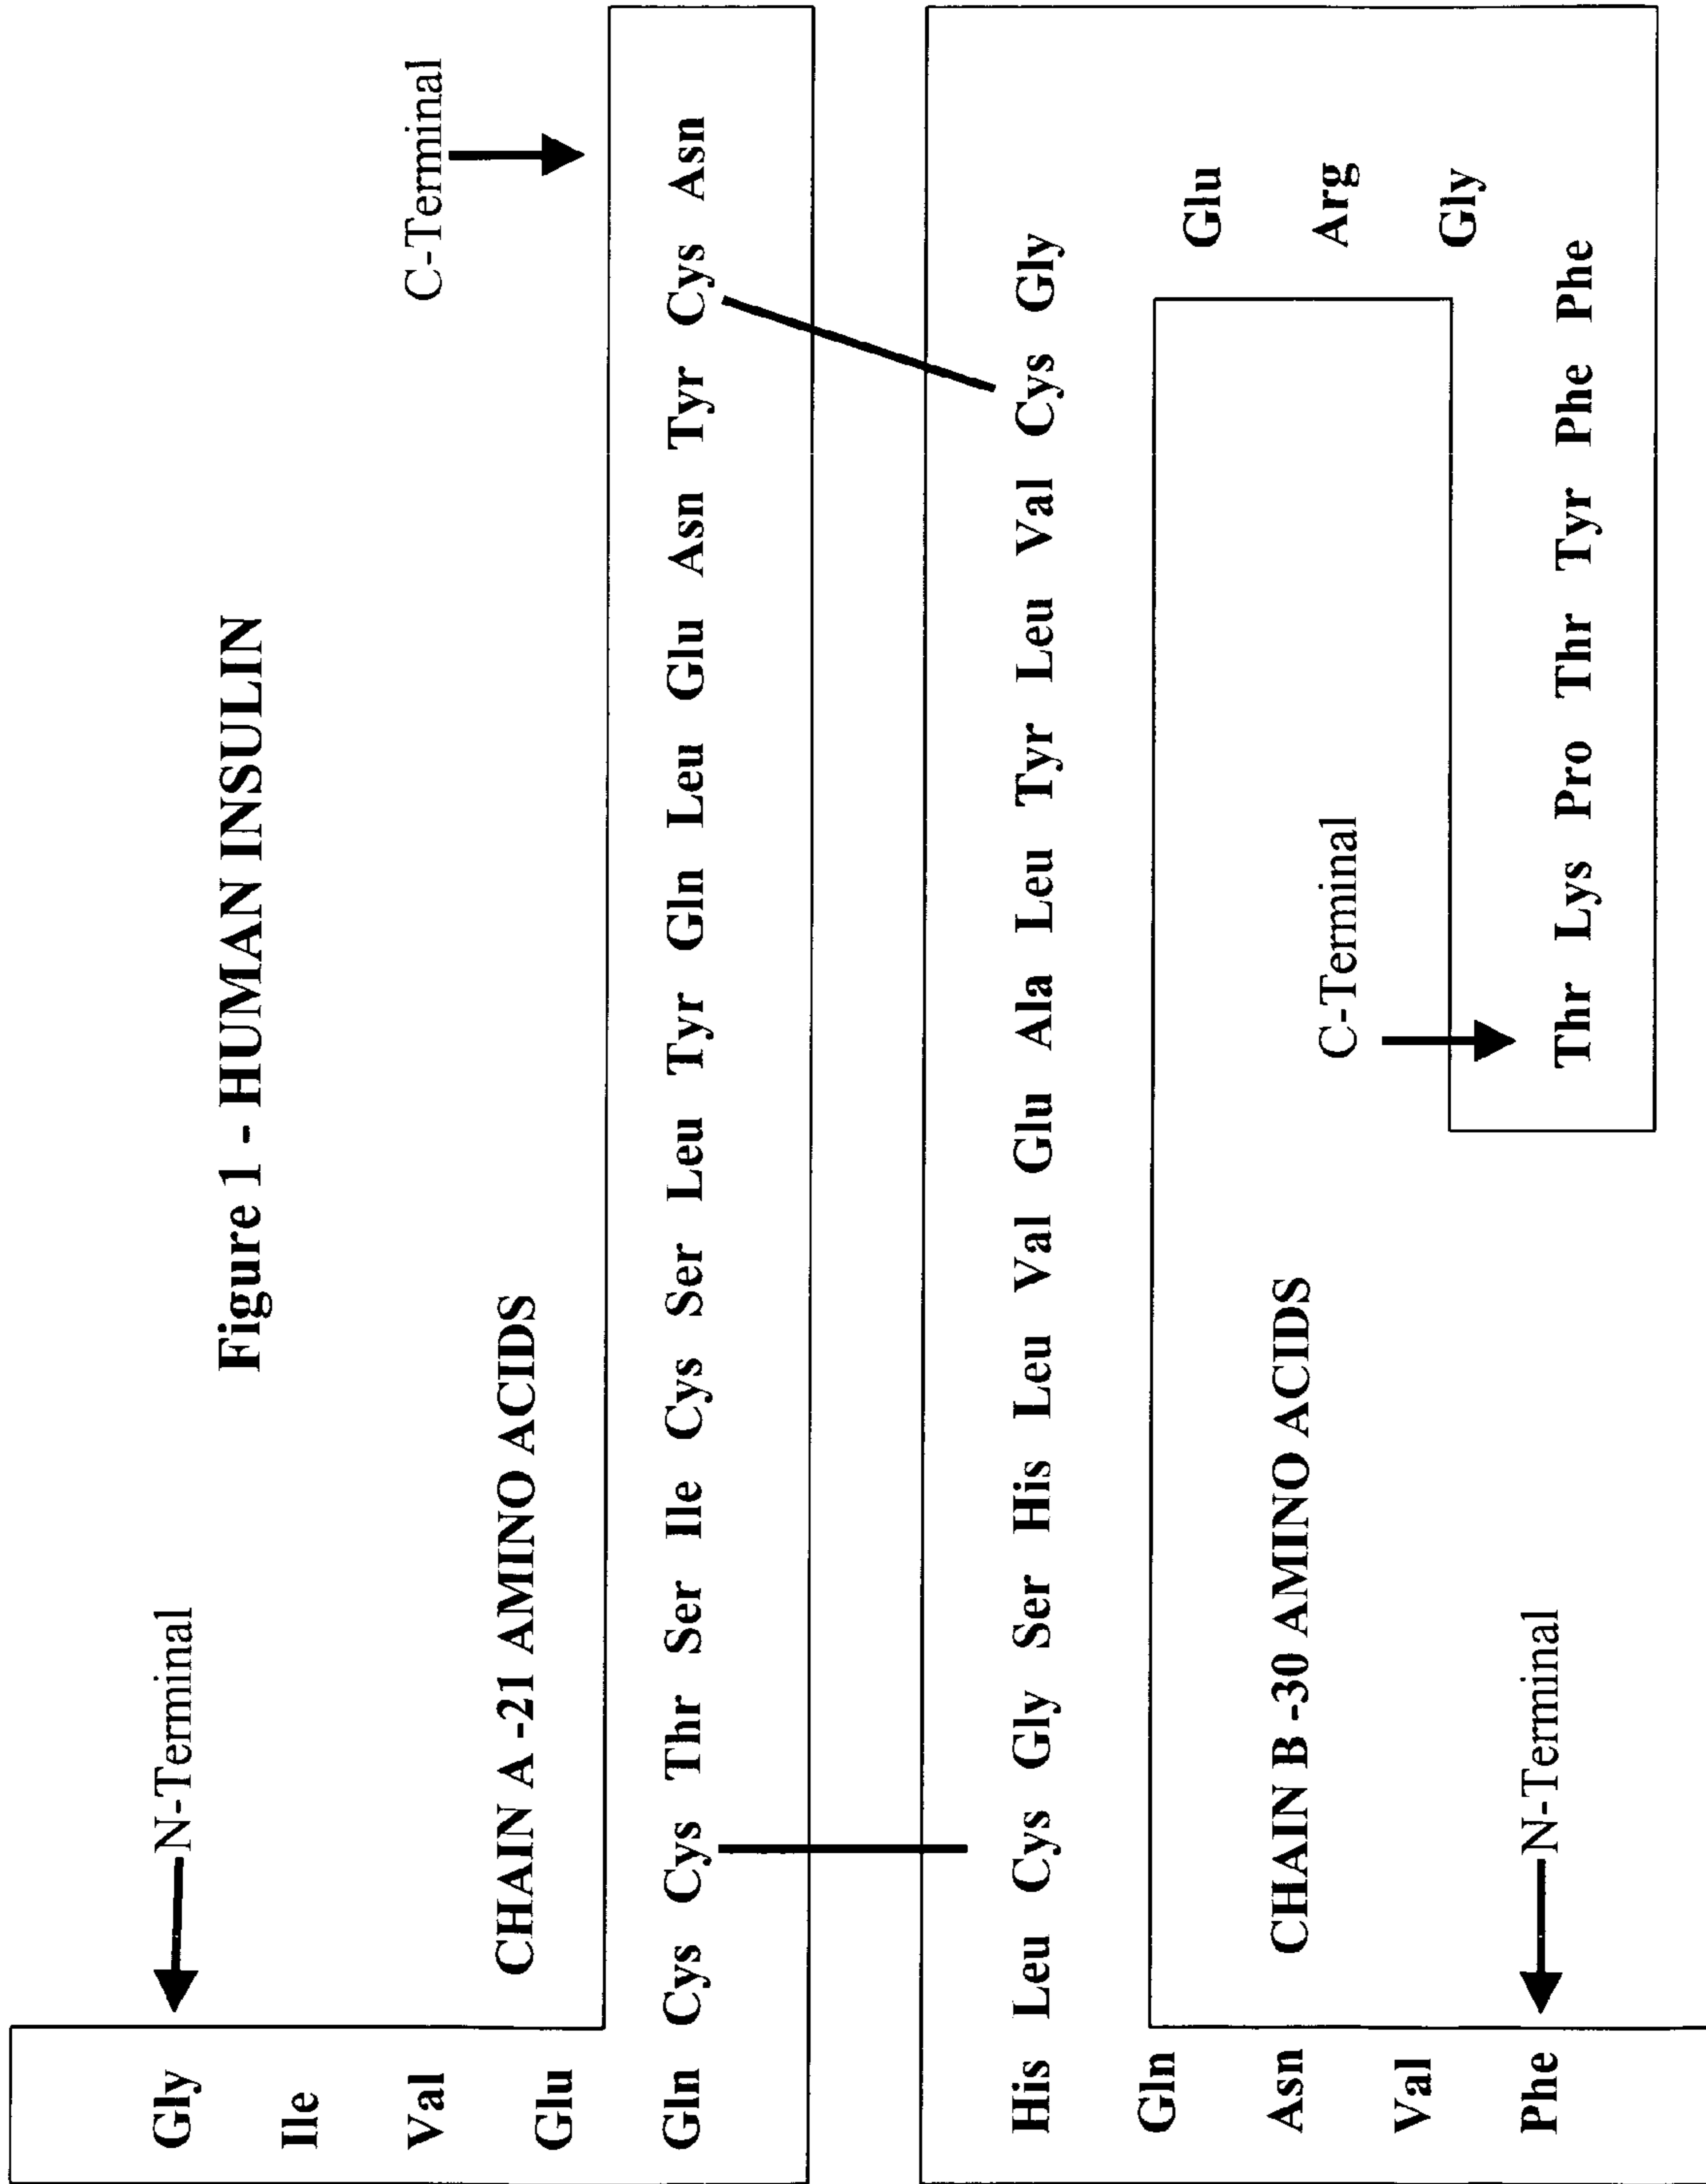 Figure 1 - HUMAN INSULIN
N-Terminal
C-Terminal
Gly
Ile
Val
Glu
CHAIN A -21 AMINO ACIDS
Gln Cys Cys Thr Ser Ile Cys Ser Leu Tyr Gln Leu Glu Asn Tyr Cys Asn
His Leu Cys Gly Ser His Leu Val Glu Ala Leu Tyr Leu Val Cys Gly
Gln
Asn
Val
Phe
CHAIN B -30 AMINO ACIDS
N-Terminal
Glu
Arg
Gly
C-Terminal
Thr Lys Pro Thr Tyr Phe Phe